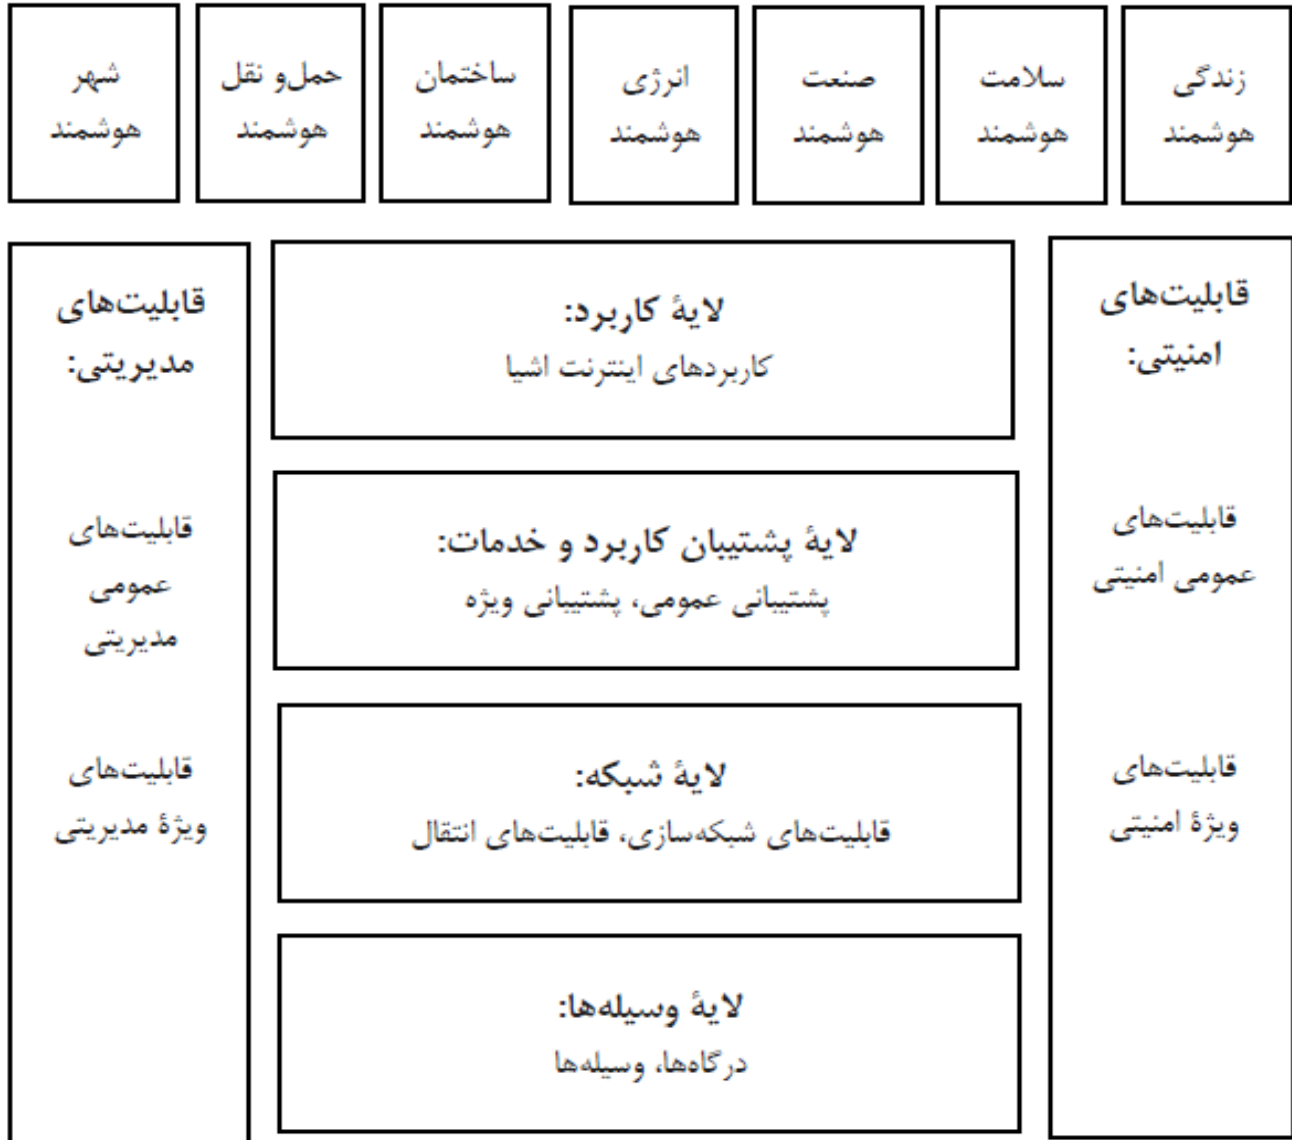 زندگی
هوشمند
سلامت
هوشمند
صنعت
هوشمند
انرژی
هوشمند
ساختمان
هوشمند
حمل‌و نقل
هوشمند
شهر
هوشمند
قابلیت‌های
امنیتی:
قابلیت‌های
عمومی امنیتی
قابلیت‌های
ویژهٔ امنیتی
لایهٔ کاربرد:
کاربردهای اینترنت اشیا
لایهٔ پشتیبان کاربرد و خدمات:
پشتیبانی عمومی، پشتیبانی ویژه
لایهٔ شبکه:
قابلیت‌های شبکه‌سازی، قابلیت‌های انتقال
لایهٔ وسیله‌ها:
درگاه‌ها، وسیله‌ها
قابلیت‌های
مدیریتی:
قابلیت‌های
عمومی
مدیریتی
قابلیت‌های
ویژهٔ مدیریتی